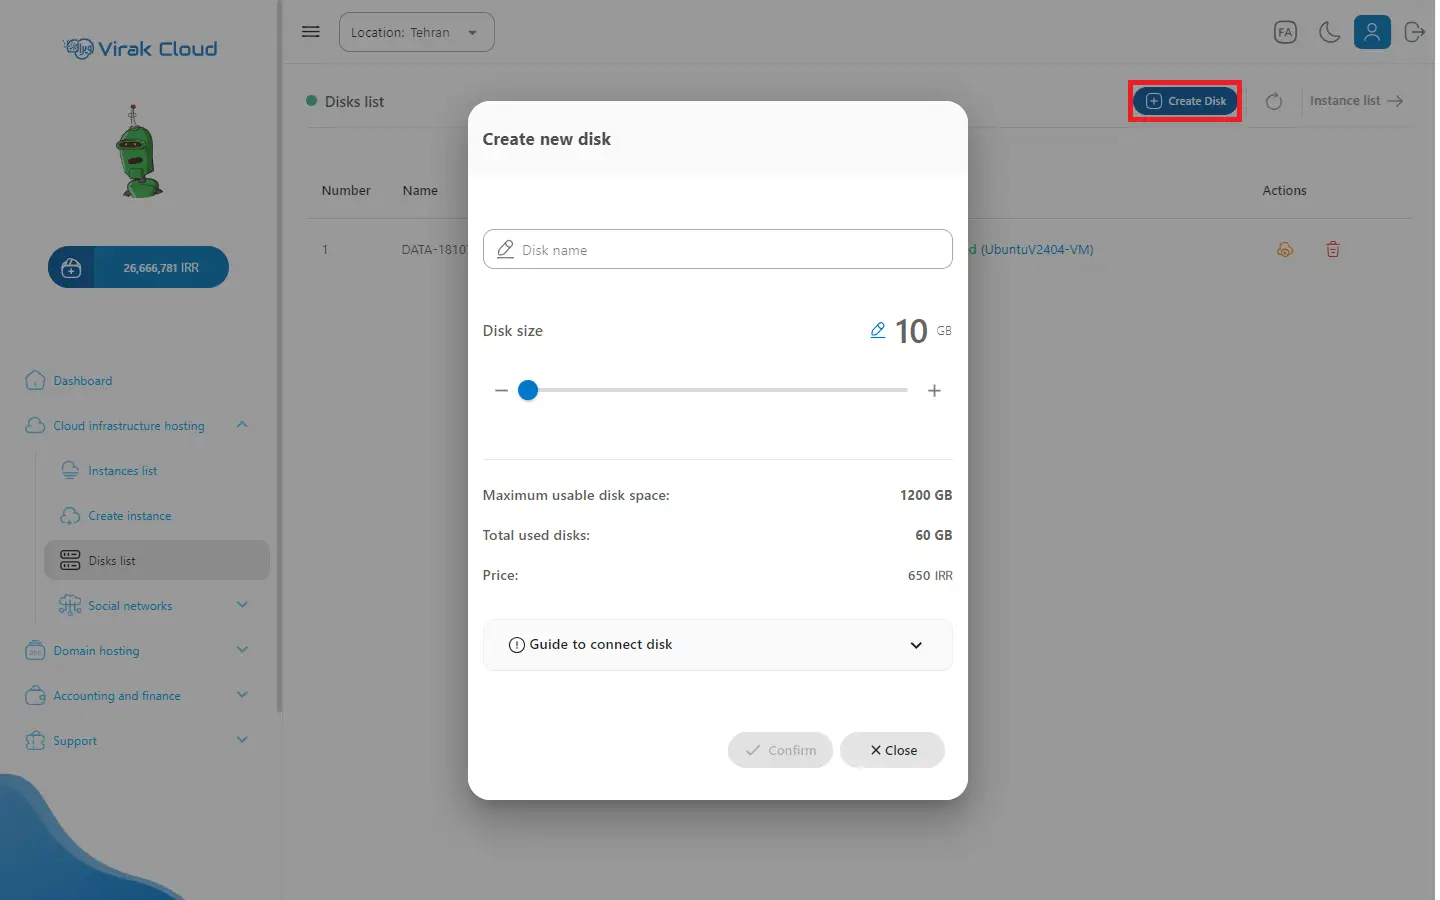 Virak Cloud
Location: Tehran
FA
Disks list
Create Disk
Instance list
Create new disk
Number
Name
Actions
1
DATA-1810
d (UbuntuV2404-VM)
Disk name
26,666,781 IRR
Disk size
10 GB
Dashboard
Cloud infrastructure hosting
Instances list
Create instance
Disks list
Social networks
Domain hosting
Accounting and finance
Support
Maximum usable disk space:
1200 GB
Total used disks:
60 GB
Price:
650 IRR
Guide to connect disk
Confirm
Close